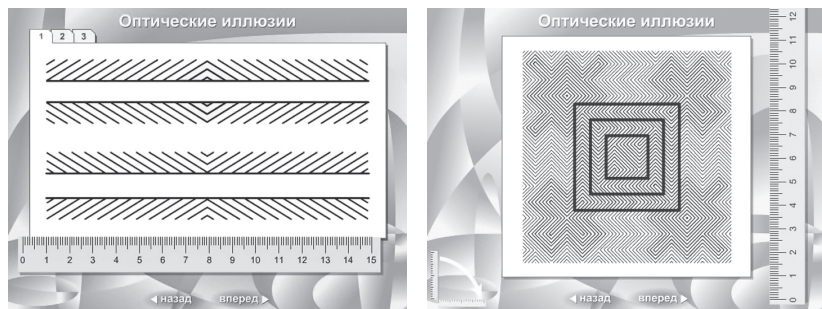 Оптические иллюзии
1 2 3
0 1 2 3 4 5 6 7 8 9 10 11 12 13 14 15
назад вперед
Оптические иллюзии
12
11
10
9
8
7
6
5
4
3
2
1
0
назад вперед